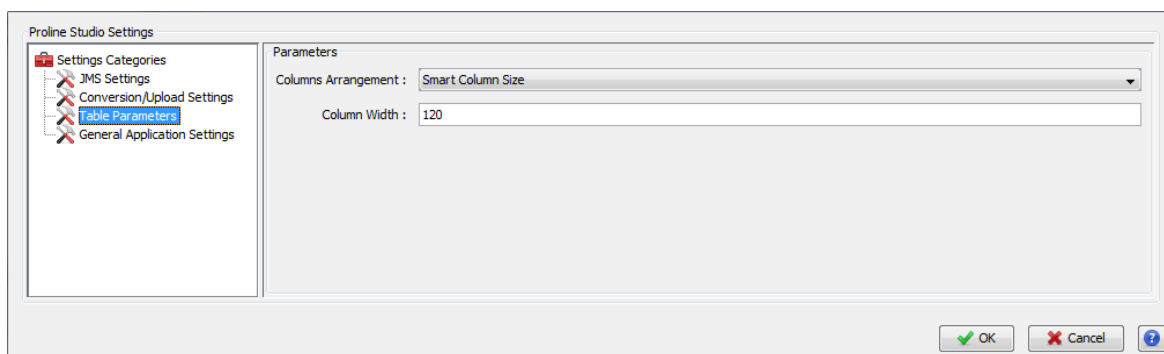 Proline Studio Settings
Settings Categories
JMS Settings
Conversion/Upload Settings
Table Parameters
General Application Settings
Parameters
Columns Arrangement : Smart Column Size
Column Width : 120
OK Cancel ?